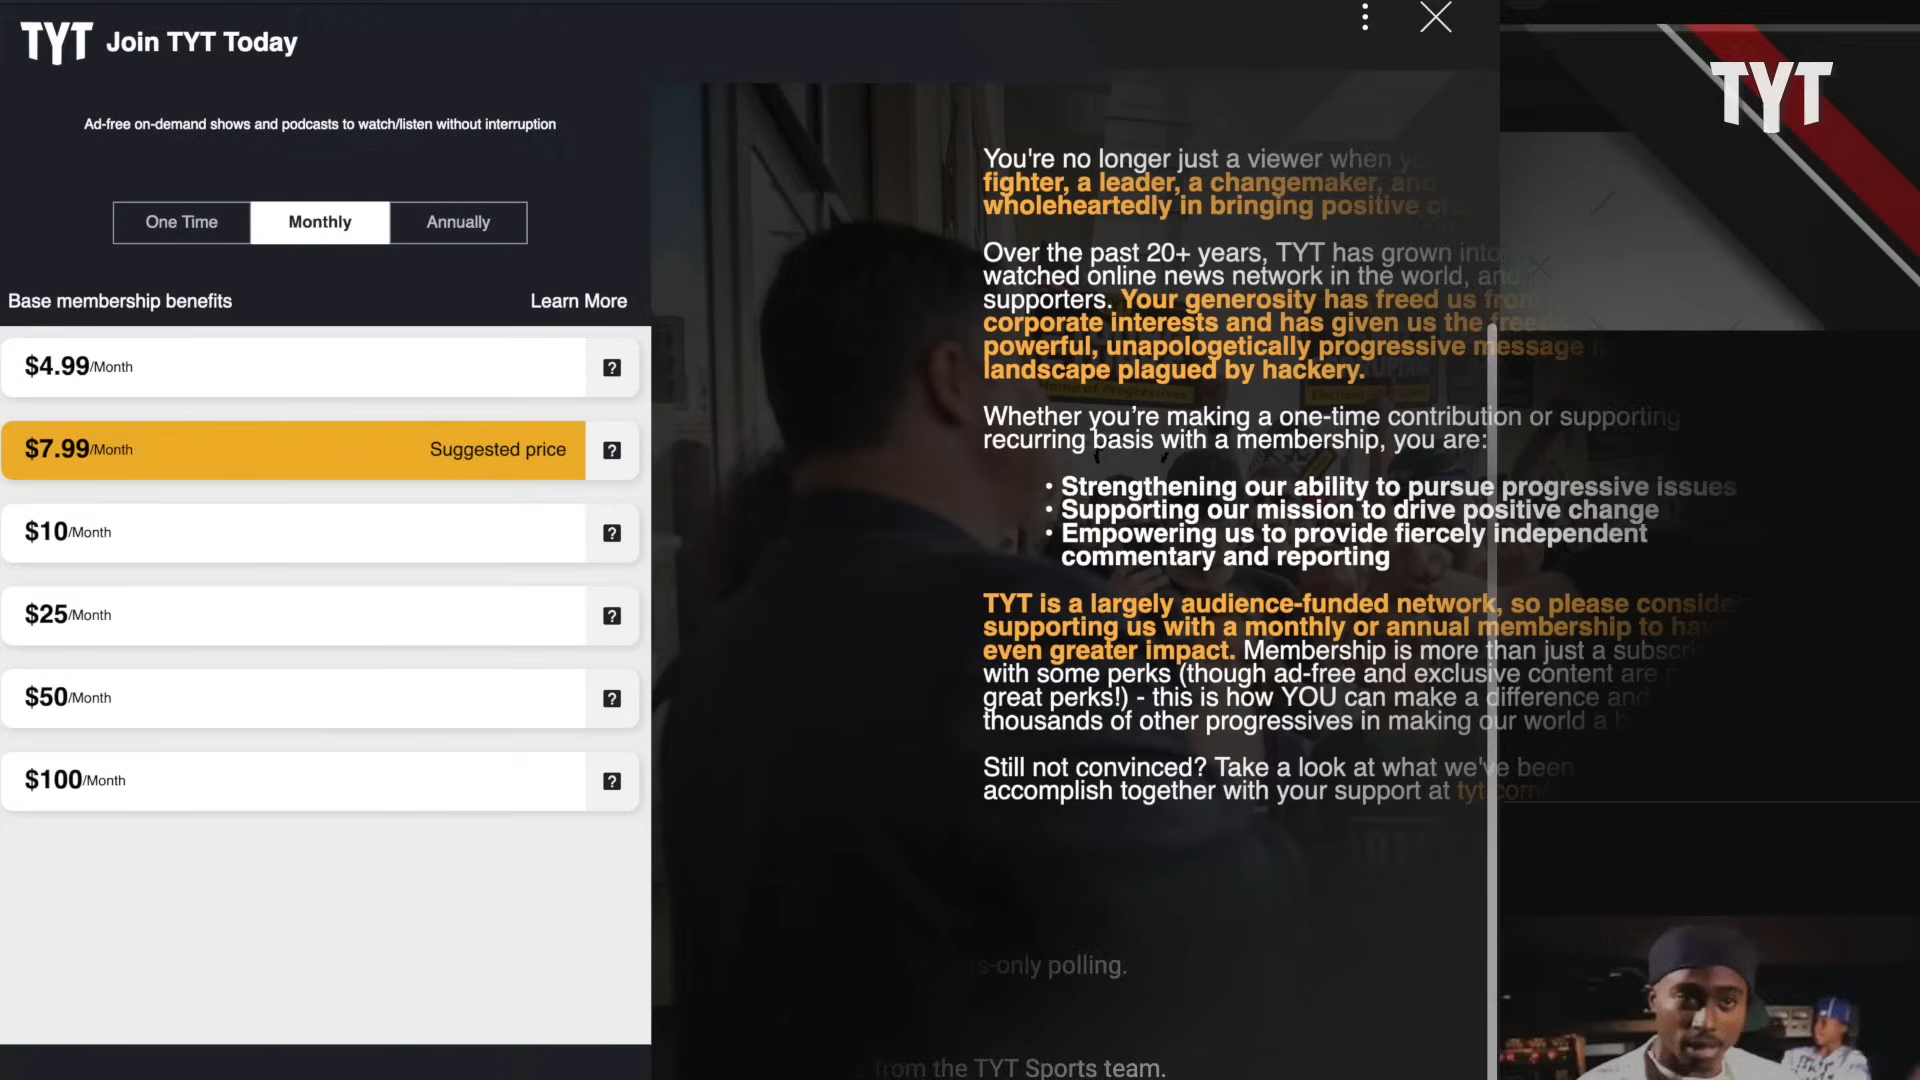 TYT Join TYT Today
Ad-free on-demand shows and podcasts to watch/listen without interruption
One Time
Monthly
Annually
Base membership benefits
Learn More
$4.99/Month
?
$7.99/Month
Suggested price
?
$10/Month
?
$25/Month
?
$50/Month
?
$100/Month
?
You're no longer just a viewer when
fighter, a leader, a changemaker, and
wholeheartedly in bringing positive
Over the past 20+ years, TYT has grown into
watched online news network in the world, and
supporters. Your generosity has freed us from
corporate interests and has given us the
powerful, unapologetically progressive message
landscape plagued by hackery.
Whether you’re making a one-time contribution or supporting
recurring basis with a membership, you are:
• Strengthening our ability to pursue progressive issues
• Supporting our mission to drive positive change
• Empowering us to provide fiercely independent
commentary and reporting
TYT is a largely audience-funded network, so please consider
supporting us with a monthly or annual membership to have
even greater impact. Membership is more than just a
with some perks (though ad-free and exclusive content are
great perks!) - this is how YOU can make a difference and
thousands of other progressives in making our world a
Still not convinced? Take a look at what we've been
accomplish together with your support at tyt.com/
-only polling.
from the TYT Sports team.
TYT